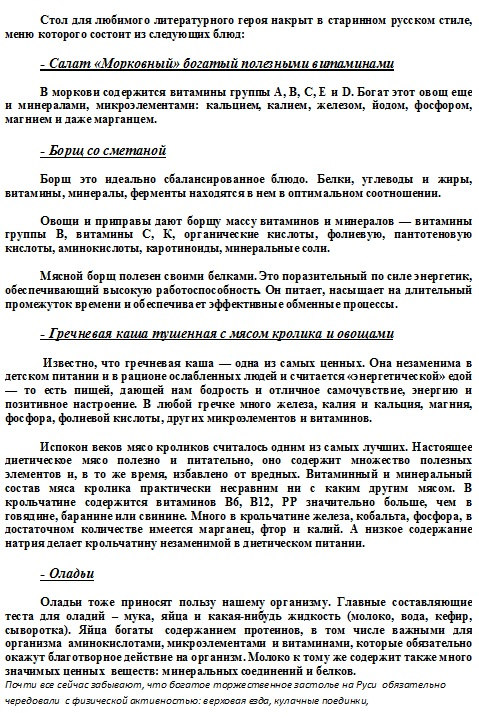 Стол для любимого литературного героя накрыт в старинном русском стиле,
меню которого состоит из следующих блюд:
- Салат «Морковный» богатый полезными витаминами
В моркови содержится витамины группы А, В, С, Е и D. Богат этот овощ еще
и минералами, микроэлементами: кальцием, калием, железом, йодом, фосфором,
магнием и даже марганцем.
- Борщ со сметаной
Борщ это идеально сбалансированное блюдо. Белки, углеводы и жиры,
витамины, минералы, ферменты находятся в нем в оптимальном соотношении.
Овощи и приправы дают борщу массу витаминов и минералов — витамины
группы В, витамины С, К, органические кислоты, фолиевую, пантотеновую
кислоты, аминокислоты, каротиноиды, минеральные соли.
Мясной борщ полезен своими белками. Это поразительный по силе энергетик,
обеспечивающий высокую работоспособность. Он питает, насыщает на длительный
промежуток времени и обеспечивает эффективные обменные процессы.
- Гречневая каша тушенная с мясом кролика и овощами
Известно, что гречневая каша — одна из самых ценных. Она незаменима в
детском питании и в рационе ослабленных людей и считается «энергетической» едой
— то есть пищей, дающей нам бодрость и отличное самочувствие, энергию и
позитивное настроение. В любой гречке много железа, калия и кальция, магния,
фосфора, фолиевой кислоты, других микроэлементов и витаминов.
Испокон веков мясо кроликов считалось одним из самых лучших. Настоящее
диетическое мясо полезно и питательно, оно содержит множество полезных
элементов и, в то же время, избавлено от вредных. Витаминный и минеральный
состав мяса кролика практически несравним ни с каким другим мясом. В
крольчатине содержится витаминов В6, В12, РР значительно больше, чем в
говядине, баранине или свинине. Много в крольчатине железа, кобальта, фосфора, в
достаточном количестве имеется марганец, фтор и калий. А низкое содержание
натрия делает крольчатину незаменимой в диетическом питании.
- Оладьи
Оладьи тоже приносят пользу нашему организму. Главные составляющие
теста для оладий – мука, яйца и какая-нибудь жидкость (молоко, вода, кефир,
сыворотка). Яйца богаты содержанием протеинов, в том числе важными для
организма аминокислотами, микроэлементами и витаминами, которые обязательно
окажут благотворное действие на организм. Молоко к тому же содержит также много
значимых ценных веществ: минеральных соединений и белков.
Почти все сейчас забывают, что богатое торжественное застолье на Руси обязательно
чередовали с физической активностью: верховая езда, кулачные поединки,